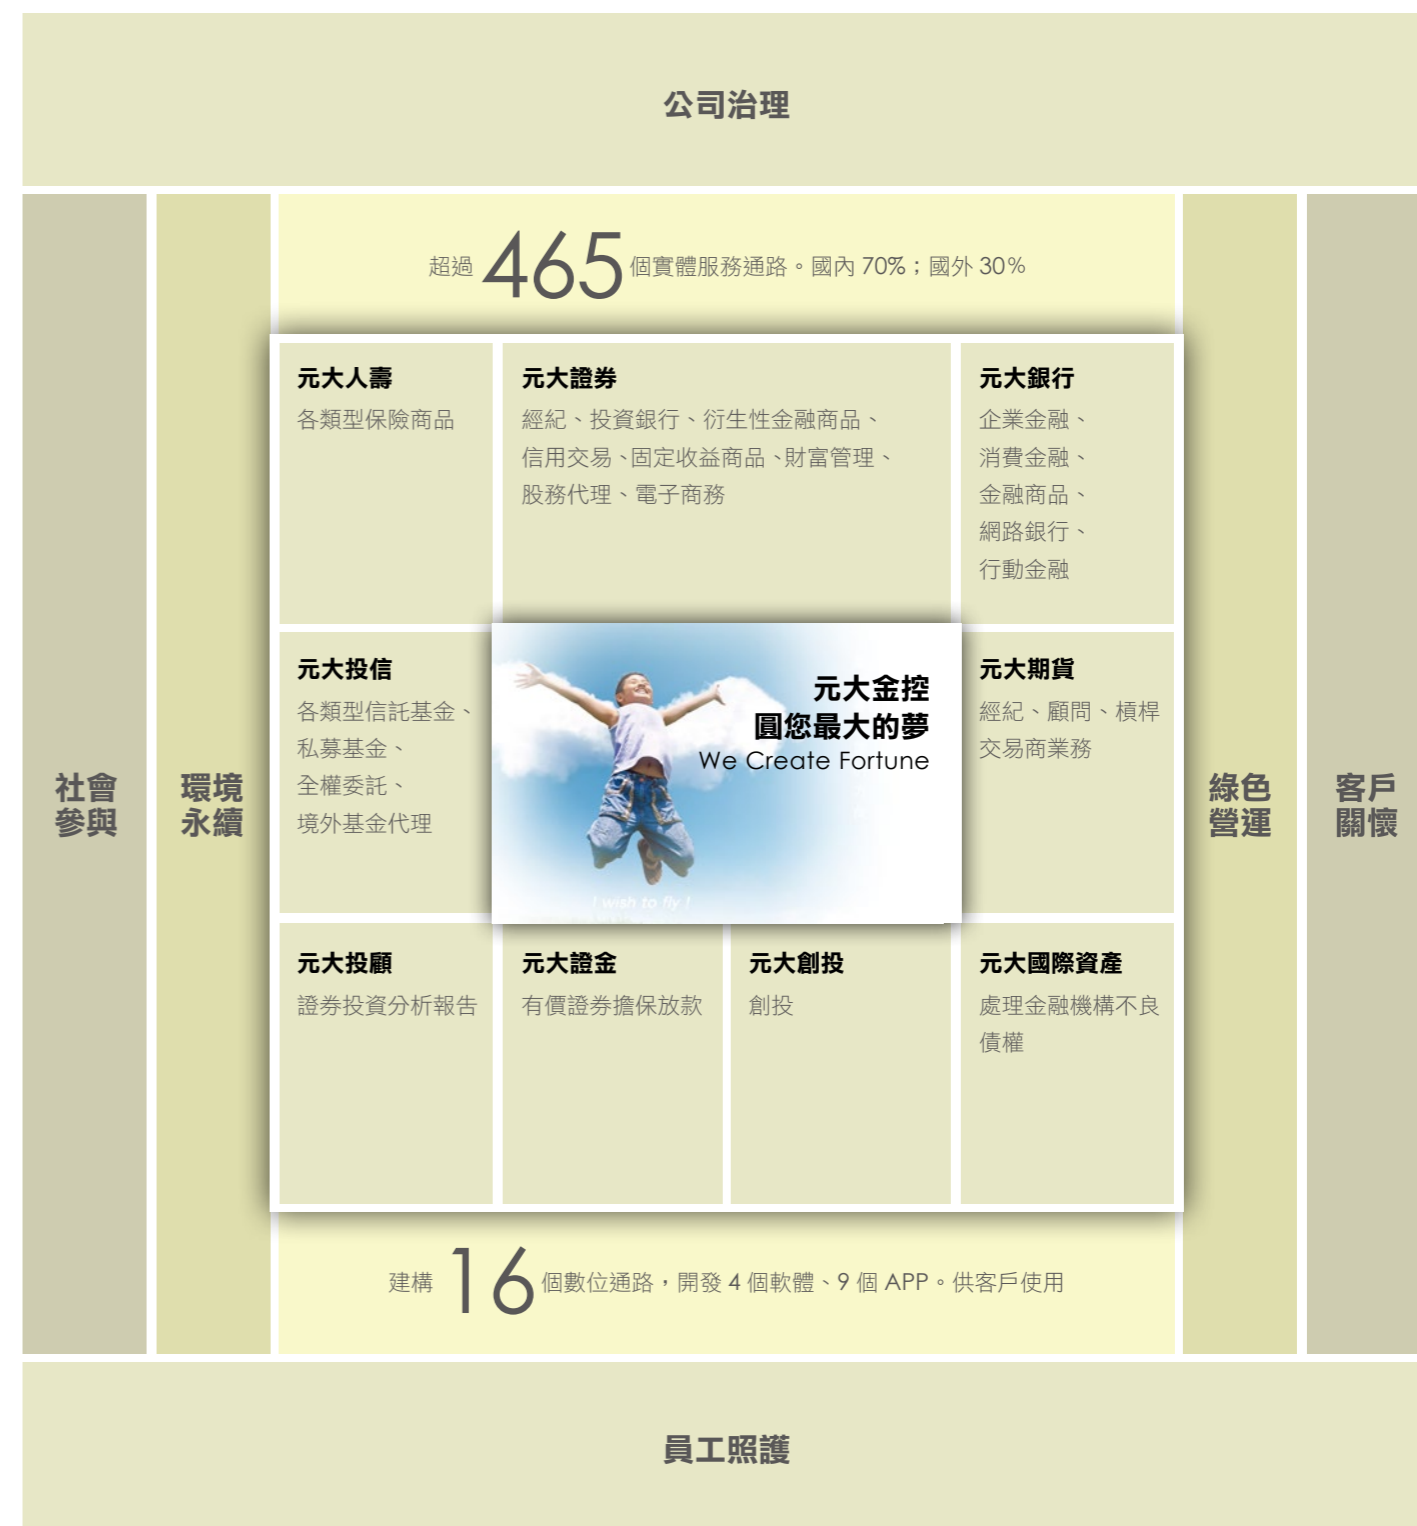 公司治理
超過 465 個實體服務通路。國內 70%；國外 30%
元大人壽
各類型保險商品
元大證券
經紀、投資銀行、衍生性金融商品、
信用交易、固定收益商品、財富管理、
股務代理、電子商務
元大銀行
企業金融、
消費金融、
金融商品、
網路銀行、
行動金融
元大投信
各類型信託基金、
私募基金、
全權委託、
境外基金代理
元大金控
圓您最大的夢
We Create Fortune
I wish to fly !
元大期貨
經紀、顧問、槓桿
交易商業務
社會
參與
環境
永續
綠色
營運
客戶
關懷
元大投顧
證券投資分析報告
元大證金
有價證券擔保放款
元大創投
創投
元大國際資產
處理金融機構不良
債權
建構 16 個數位通路，開發 4 個軟體、9 個 APP。供客戶使用
員工照護